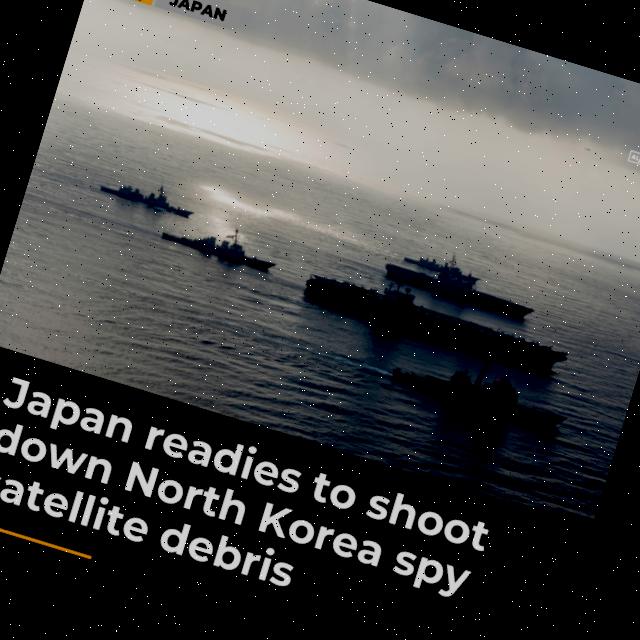 JAPAN
Japan readies to shoot
down North Korea spy
atellite debris